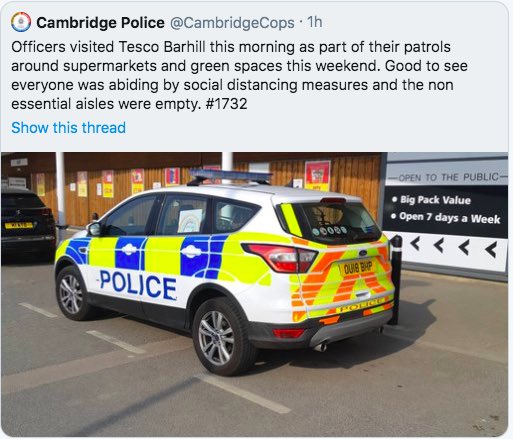 Cambridge Police @CambridgeCops · 1h
Officers visited Tesco Barhill this morning as part of their patrols
around supermarkets and green spaces this weekend. Good to see
everyone was abiding by social distancing measures and the non
essential aisles were empty. #1732
Show this thread
OPEN TO THE PUBLIC
• Big Pack Value
• Open 7 days a Week
POLICE
OU18 BHP
POLICE